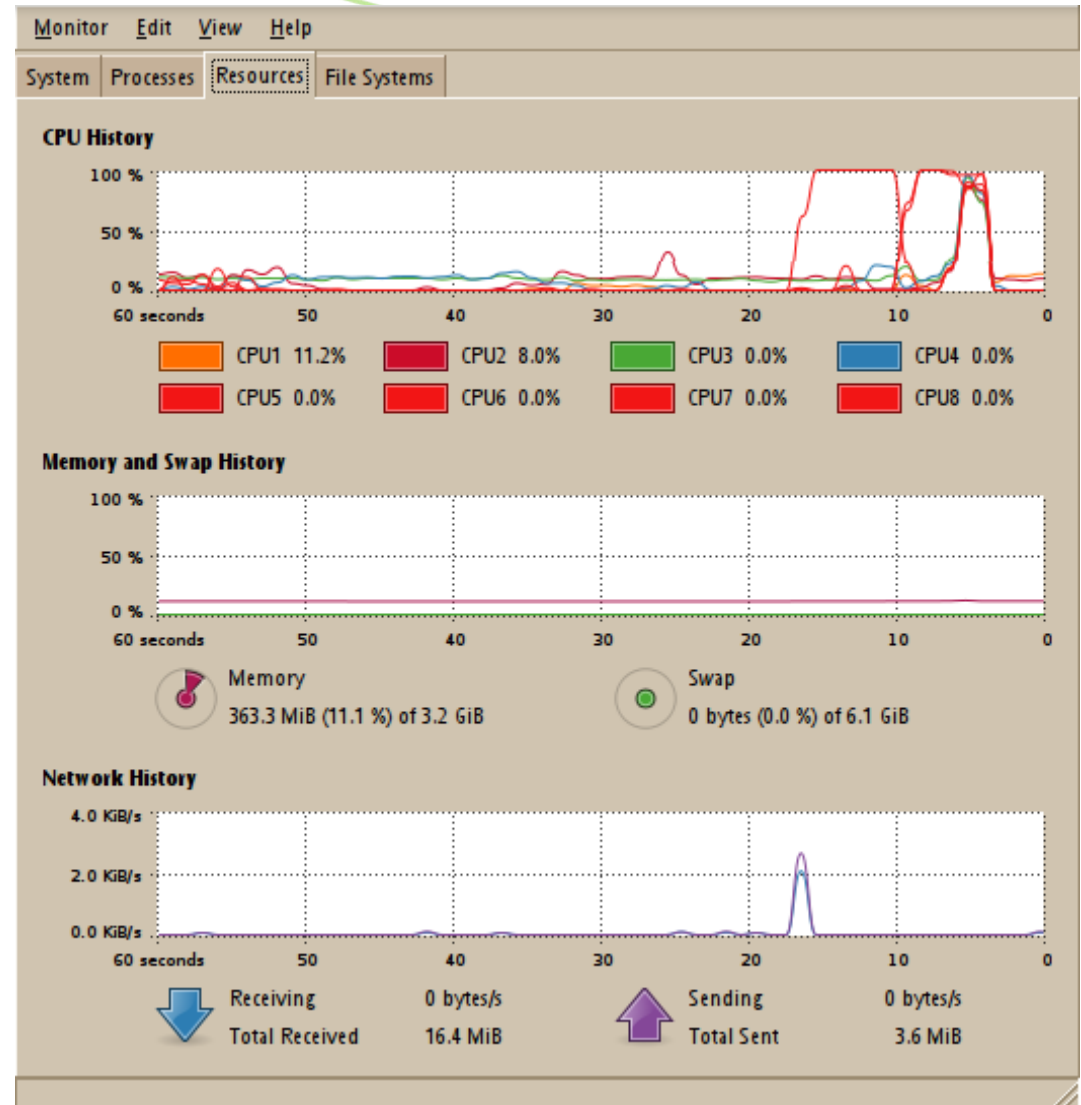 Monitor Edit View Help
System Processes Resources File Systems
CPU History
100 %
50 %
0 %
60 seconds 50 40 30 20 10 0
CPU1 11.2% CPU2 8.0% CPU3 0.0% CPU4 0.0%
CPU5 0.0% CPU6 0.0% CPU7 0.0% CPU8 0.0%
Memory and Swap History
100 %
50 %
0 %
60 seconds 50 40 30 20 10 0
Memory Swap
363.3 MiB (11.1 %) of 3.2 GiB 0 bytes (0.0 %) of 6.1 GiB
Network History
4.0 KiB/s
2.0 KiB/s
0.0 KiB/s
60 seconds 50 40 30 20 10 0
Receiving 0 bytes/s Sending 0 bytes/s
Total Received 16.4 MiB Total Sent 3.6 MiB